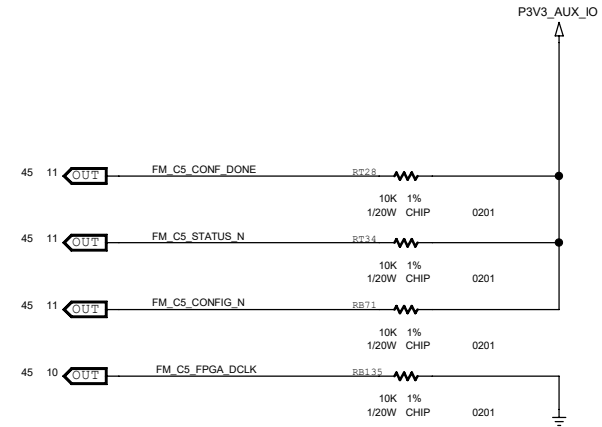 P3V3_AUX_IO
45 11 OUT FM_C5_CONF_DONE RT28
10K 1%
1/20W CHIP 0201
45 11 OUT FM_C5_STATUS_N RT34
10K 1%
1/20W CHIP 0201
45 11 OUT FM_C5_CONFIG_N RB71
10K 1%
1/20W CHIP 0201
45 10 OUT FM_C5_FPGA_DCLK RB135
10K 1%
1/20W CHIP 0201